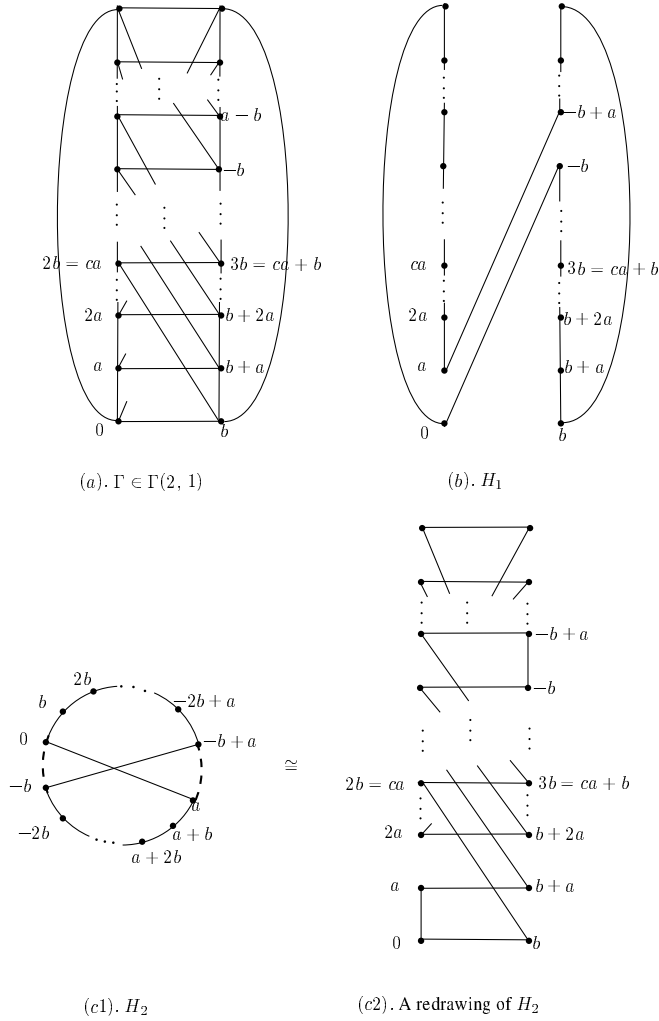 a − b
−b
2b = ca
3b = ca + b
2a
b + 2a
a
b + a
0
b
(a). Γ ∈ Γ(2, 1)
−b + a
−b
ca
3b = ca + b
2a
b + 2a
a
b + a
0
b
(b). H₁
2b
b
−2b + a
0
−b + a
−b
a
−2b
a + b
a + 2b
(c1). H₂
≅
−b + a
−b
2b = ca
3b = ca + b
2a
b + 2a
a
b + a
0
b
(c2). A redrawing of H₂